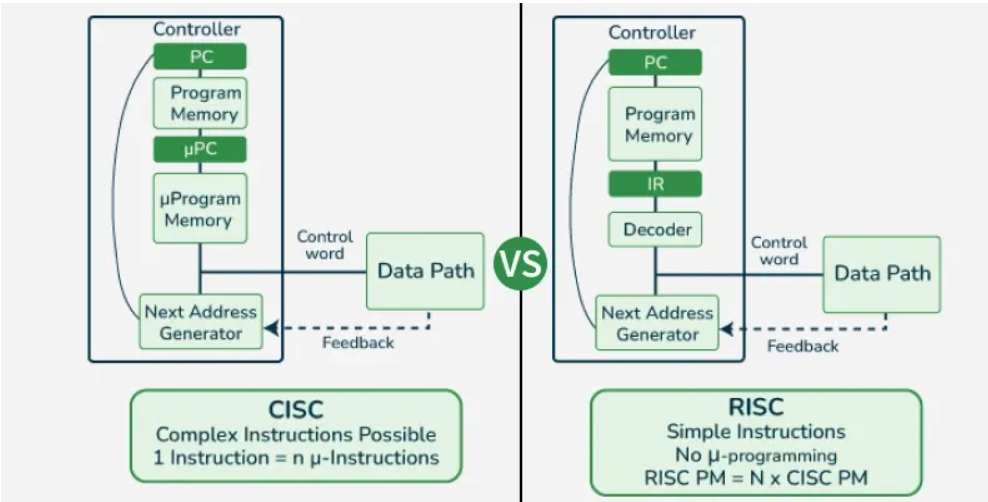 Controller
PC
Program
Memory
µPC
µProgram
Memory
Control
word
Data Path
Next Address
Generator
Feedback
CISC
Complex Instructions Possible
1 Instruction = n µ-Instructions
VS
Controller
PC
Program
Memory
IR
Decoder
Control
word
Data Path
Next Address
Generator
Feedback
RISC
Simple Instructions
No µ-programming
RISC PM = N x CISC PM